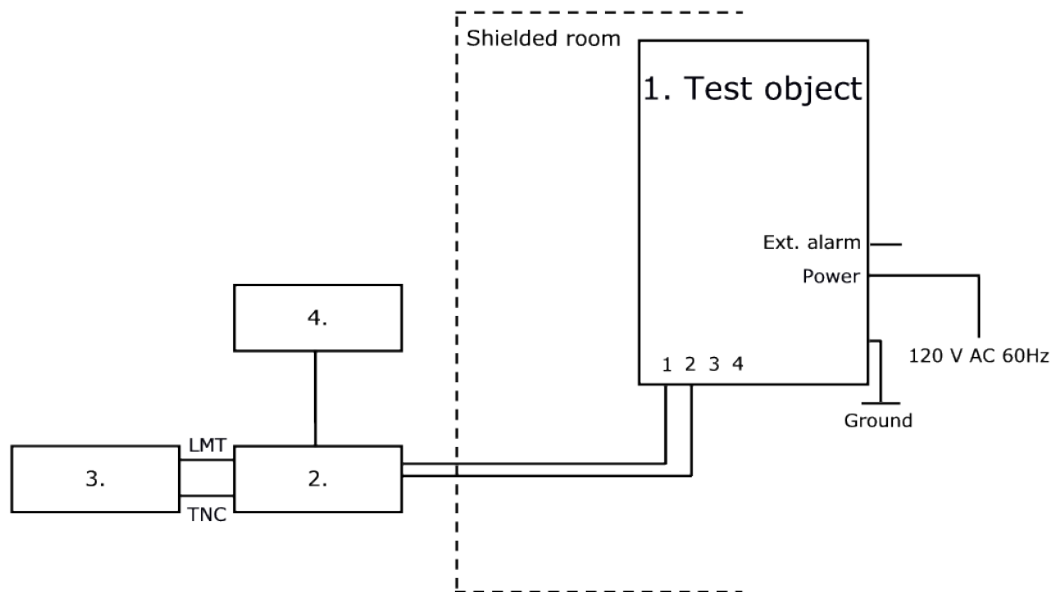 Shielded room
1. Test object
Ext. alarm
Power
4.
120 V AC 60Hz
1 2 3 4
Ground
LMT
3.
2.
TNC